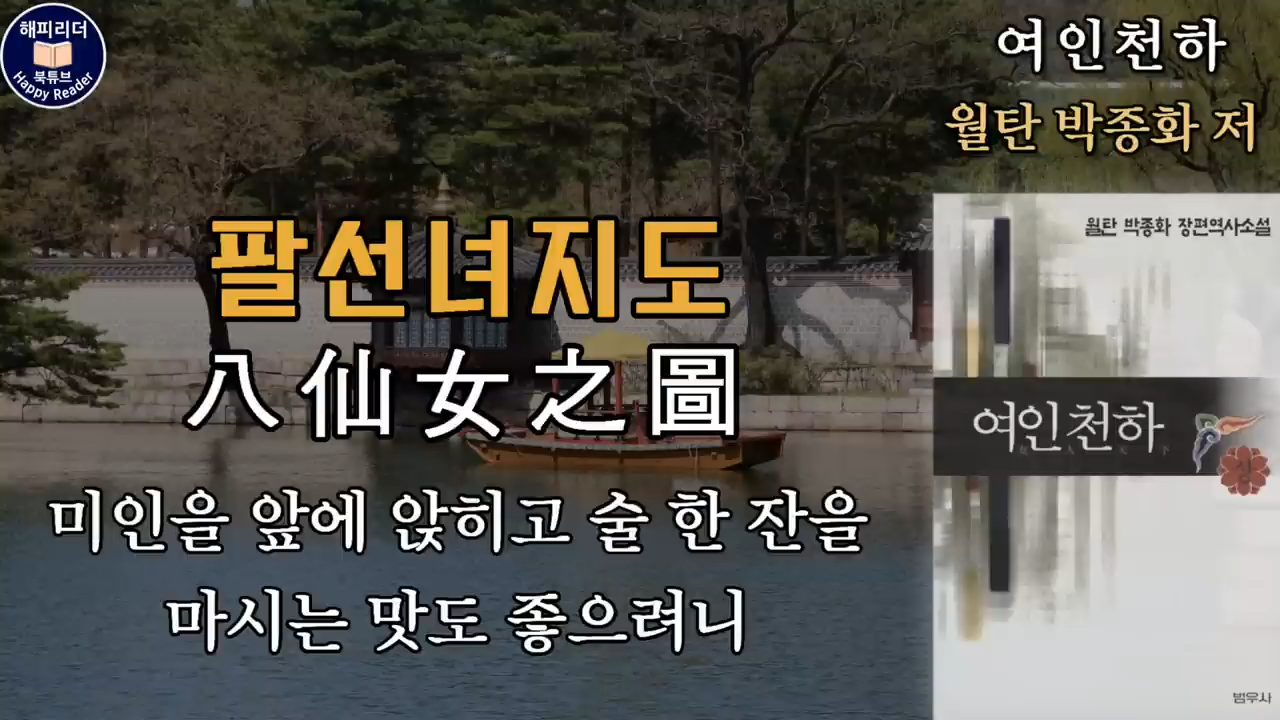 해피리더
북튜브
Happy Reader
여인천하
월탄 박종화 저
팔선녀지도
八仙女之圖
미인을 앞에 앉히고 술 한 잔을
마시는 맛도 좋으려니
월탄 박종화 장편역사소설
여인천하
상
범우사